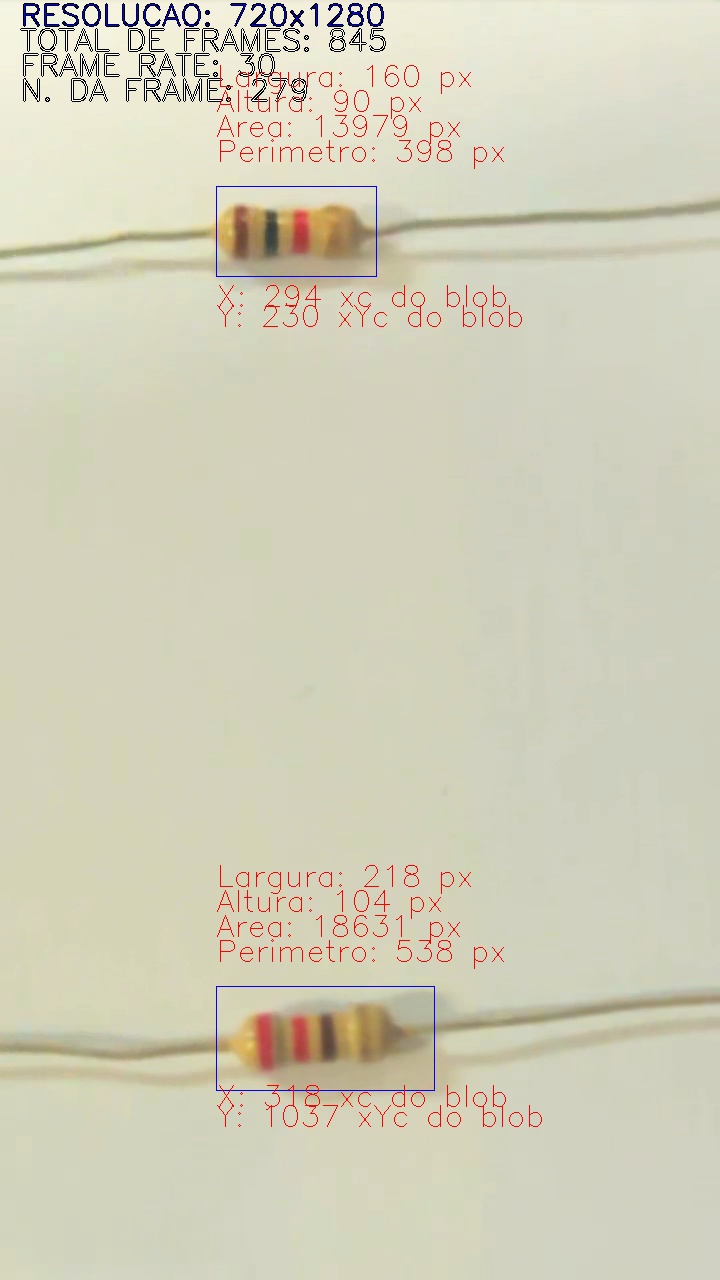 RESOLUCAO: 720x1280
TOTAL DE FRAMES: 845
FRAME RATE: 30
N. DA FRAME: 279
Largura: 160 px
Altura: 90 px
Area: 13979 px
Perimetro: 398 px
X: 294 xc do blob
Y: 230 xYc do blob
Largura: 218 px
Altura: 104 px
Area: 18631 px
Perimetro: 538 px
X: 318 xc do blob
Y: 1037 xYc do blob